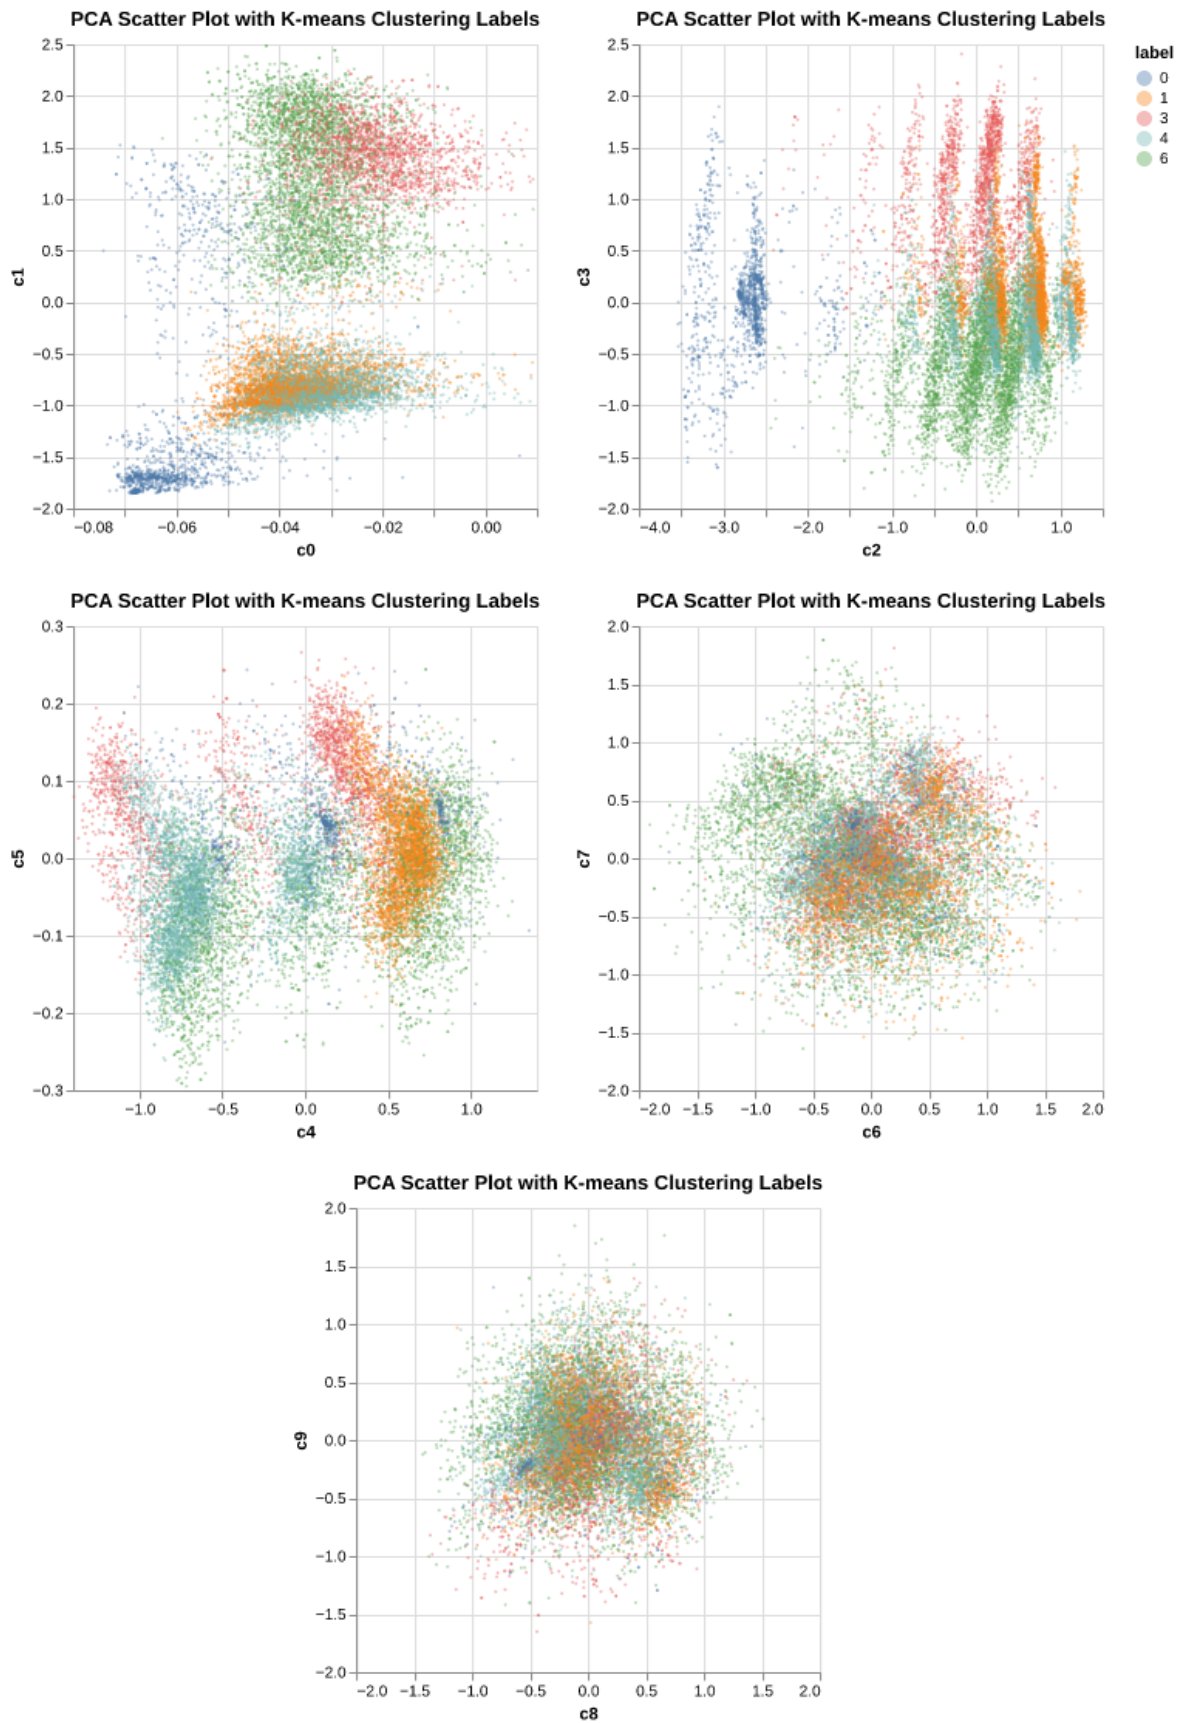 PCA Scatter Plot with K-means Clustering Labels
2.5
2.0
1.5
1.0
0.5
0.0
−0.5
−1.0
−1.5
−2.0
c1
−0.08 −0.06 −0.04 −0.02 0.00
c0
PCA Scatter Plot with K-means Clustering Labels
2.5
2.0
1.5
1.0
0.5
0.0
−0.5
−1.0
−1.5
−2.0
c3
−4.0 −3.0 −2.0 −1.0 0.0 1.0
c2
label
0
1
3
4
6
PCA Scatter Plot with K-means Clustering Labels
0.3
0.2
0.1
0.0
−0.1
−0.2
−0.3
c5
−1.0 −0.5 0.0 0.5 1.0
c4
PCA Scatter Plot with K-means Clustering Labels
2.0
1.5
1.0
0.5
0.0
−0.5
−1.0
−1.5
−2.0
c7
−2.0 −1.5 −1.0 −0.5 0.0 0.5 1.0 1.5 2.0
c6
PCA Scatter Plot with K-means Clustering Labels
2.0
1.5
1.0
0.5
0.0
−0.5
−1.0
−1.5
−2.0
c9
−2.0 −1.5 −1.0 −0.5 0.0 0.5 1.0 1.5 2.0
c8